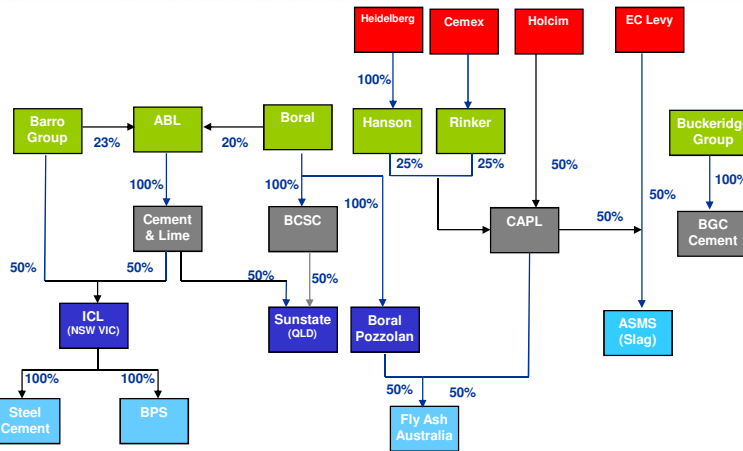 Heidelberg
Cemex
Holcim
EC Levy
100%
Barro
Group
ABL
Boral
Hanson
Rinker
Buckeridge
Group
23%
20%
25%
25%
50%
100%
100%
100%
100%
50%
Cement
& Lime
BCSC
CAPL
50%
BGC
Cement
50%
50%
50%
50%
ICL
(NSW VIC)
Sunstate
(QLD)
Boral
Pozzolan
ASMS
(Slag)
100%
100%
50%
50%
Steel
Cement
BPS
Fly Ash
Australia